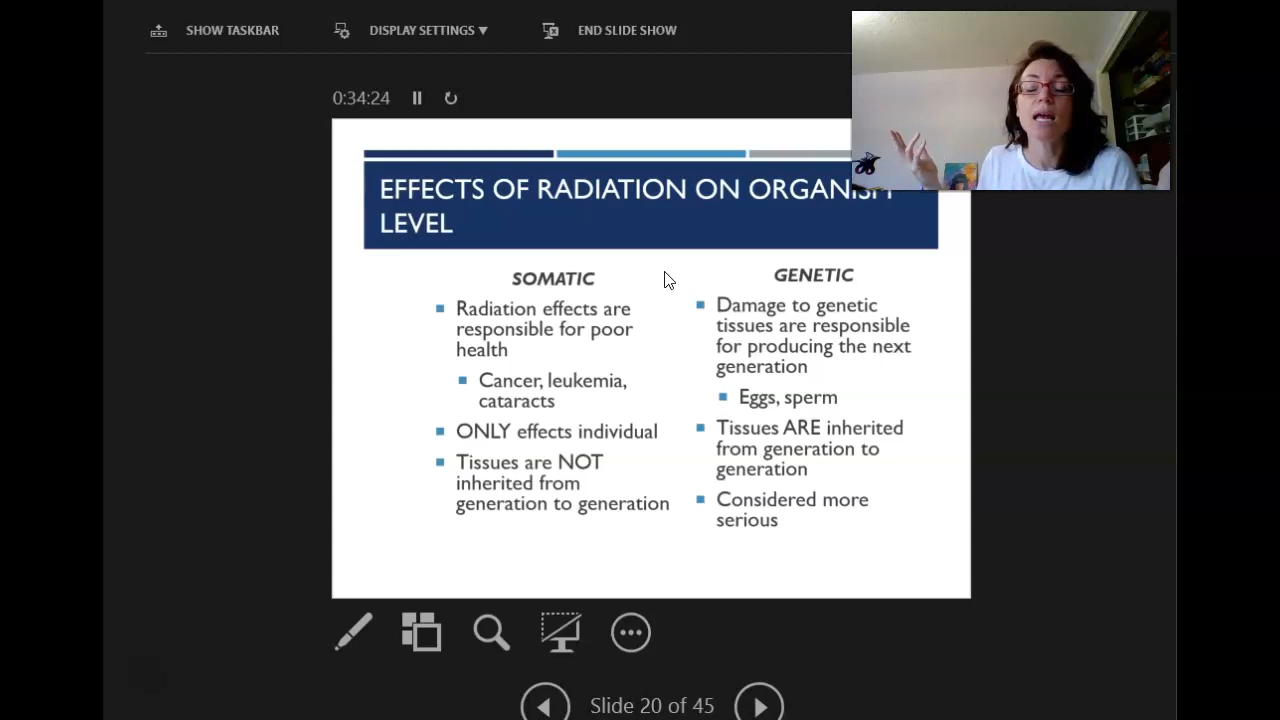 SHOW TASKBAR
DISPLAY SETTINGS ▼
END SLIDE SHOW
0:34:24
EFFECTS OF RADIATION ON ORGANISM
LEVEL
SOMATIC
Radiation effects are
responsible for poor
health
Cancer, leukemia,
cataracts
ONLY effects individual
Tissues are NOT
inherited from
generation to generation
GENETIC
Damage to genetic
tissues are responsible
for producing the next
generation
Eggs, sperm
Tissues ARE inherited
from generation to
generation
Considered more
serious
Slide 20 of 45